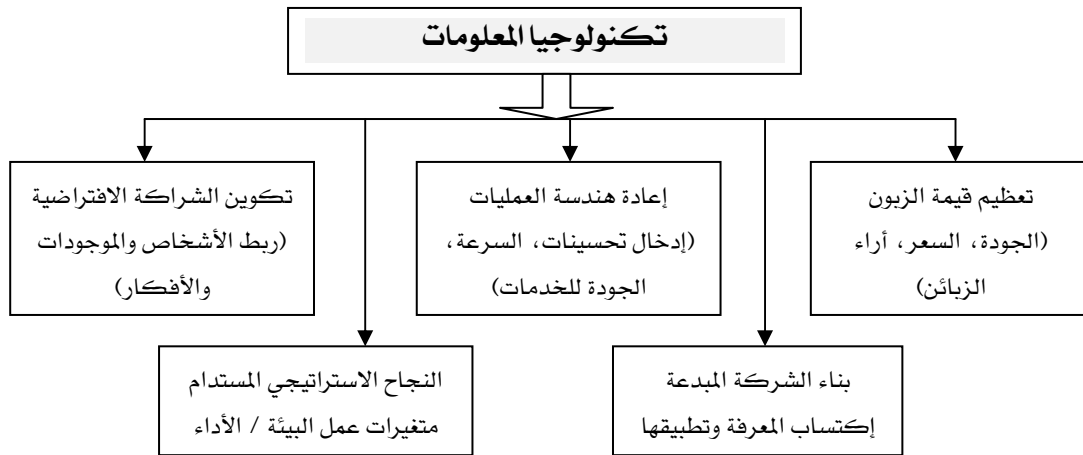 تكنولوجيا المعلومات
تعظيم قيمة الزبون
(الجودة، السعر، أراء
الزبائن)
إعادة هندسة العمليات
(إدخال تحسينات، السرعة،
الجودة للخدمات)
تكوين الشراكة الافتراضية
(ربط الأشخاص والموجودات
والأفكار)
بناء الشركة المبدعة
إكتساب المعرفة وتطبيقها
النجاح الاستراتيجي المستدام
متغيرات عمل البيئة / الأداء